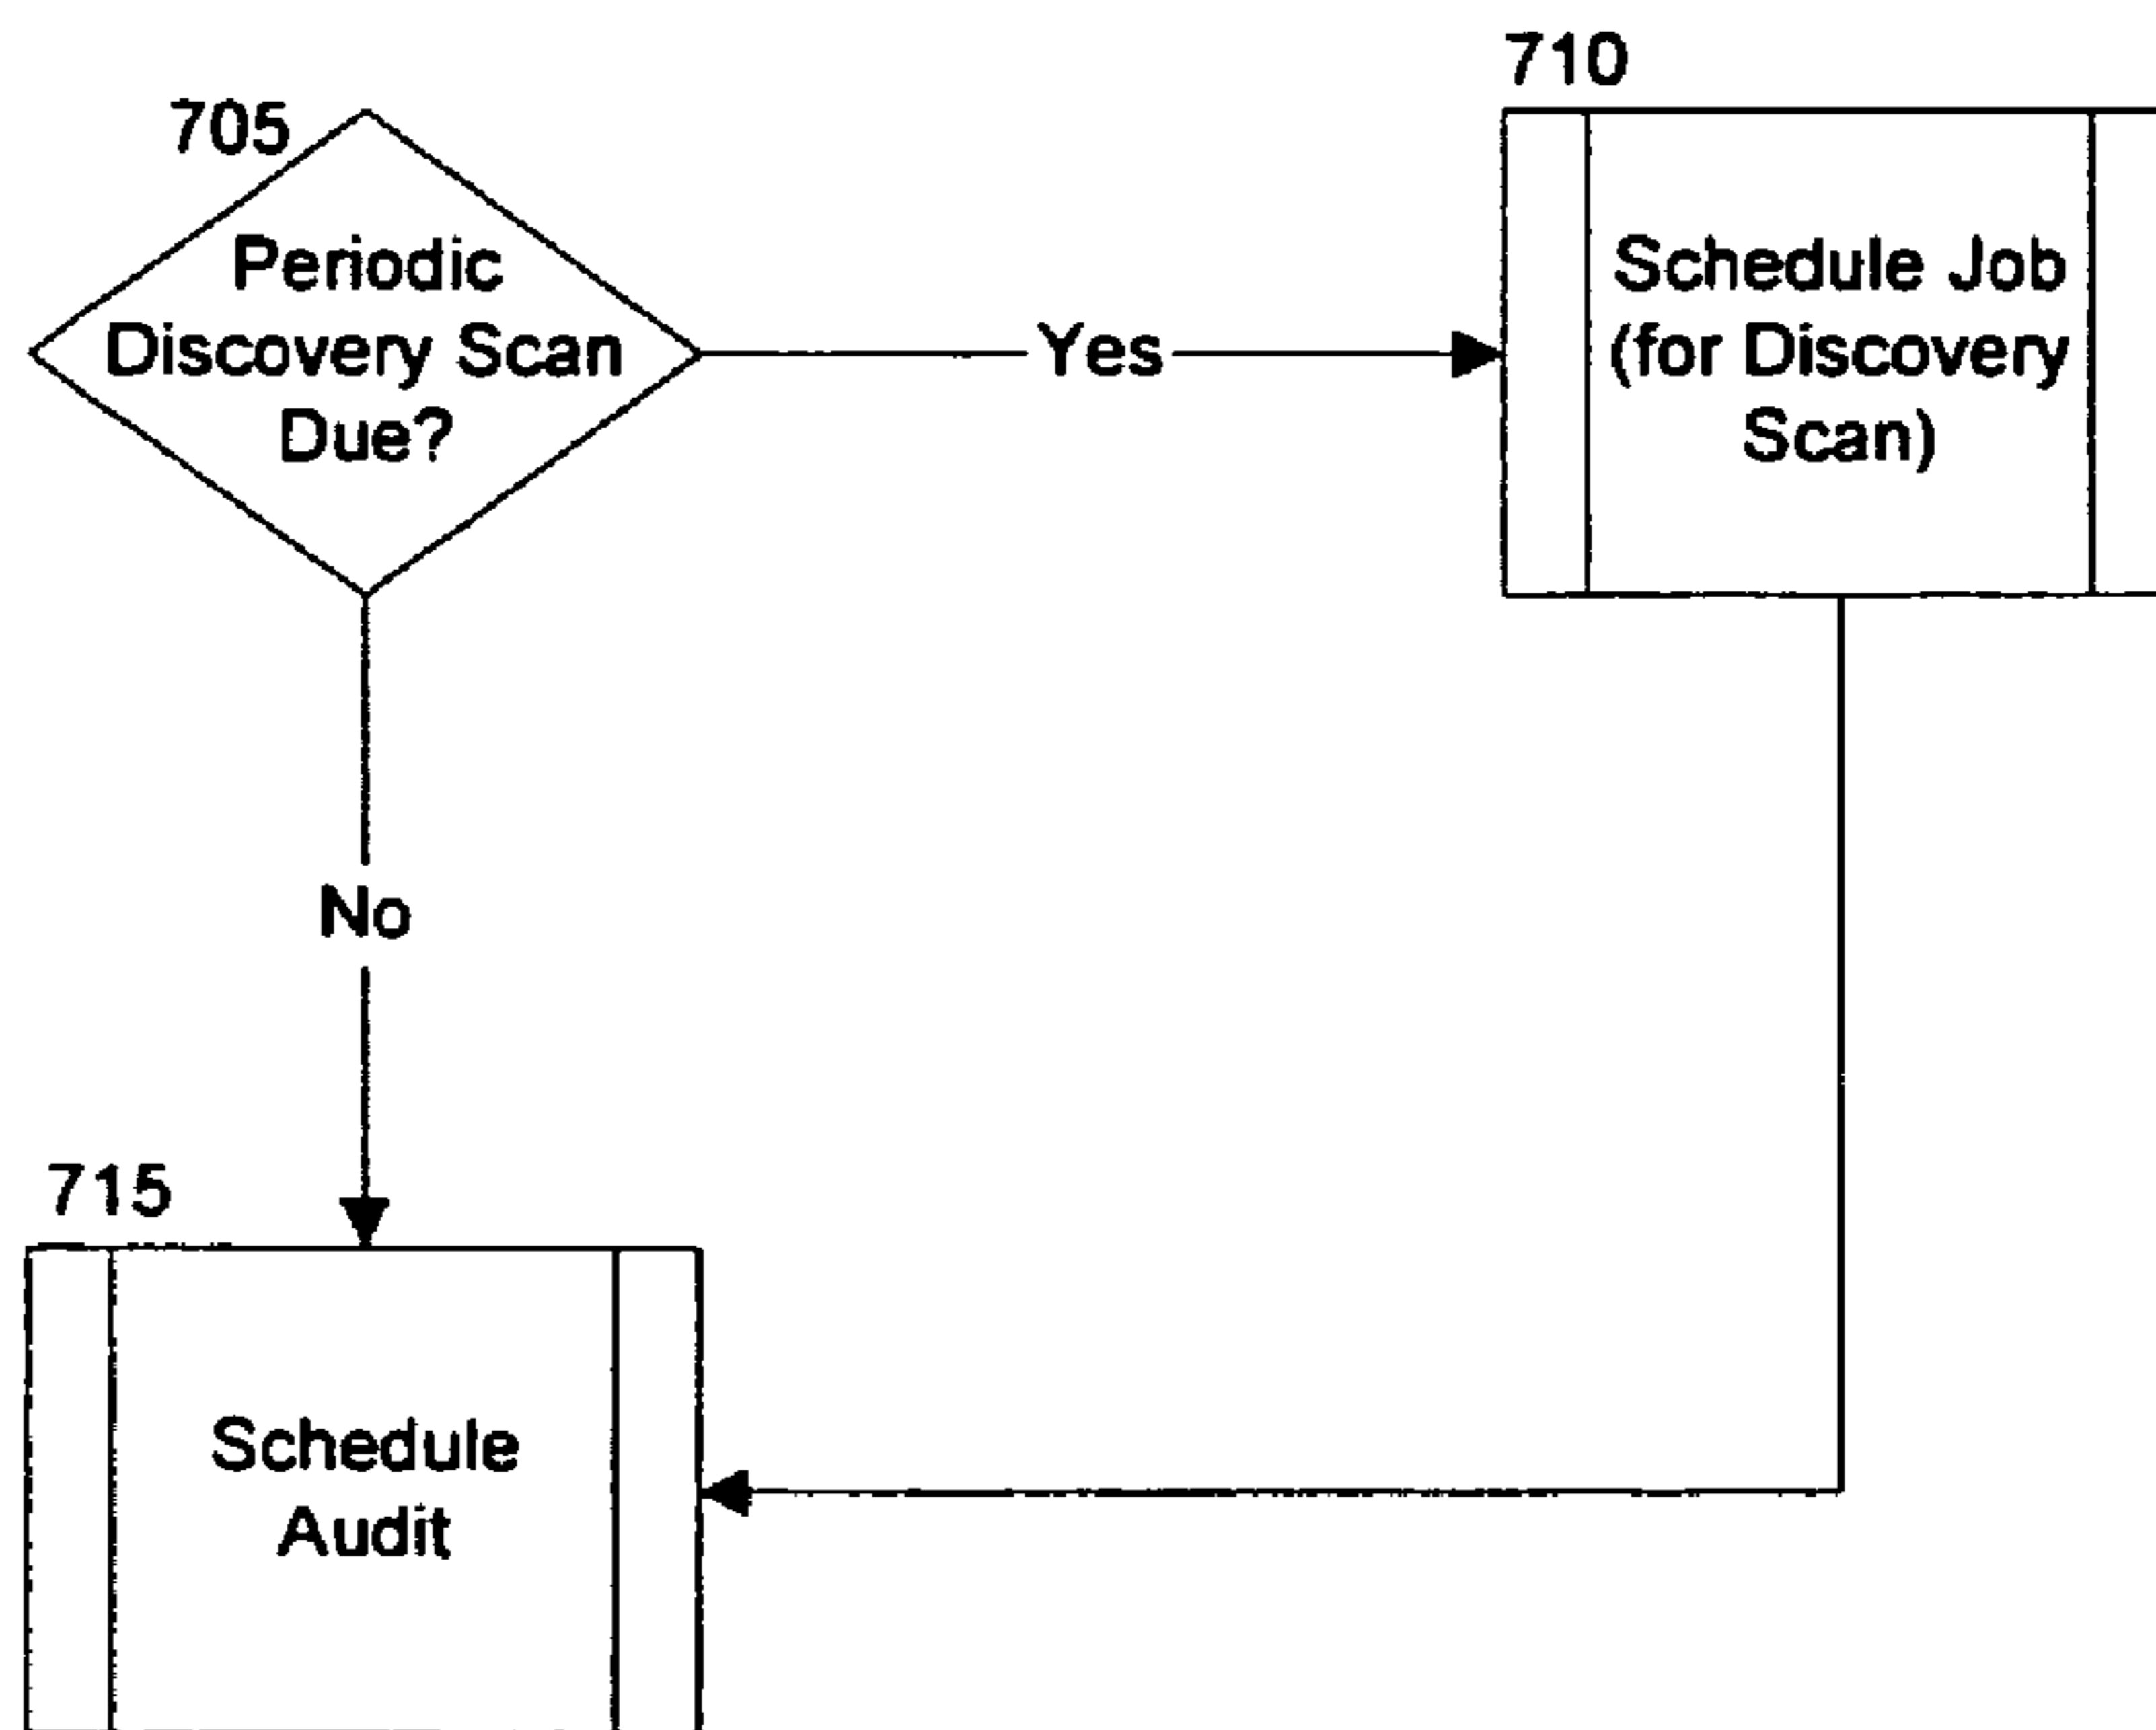 705
Periodic
Discovery Scan
Due?
Yes
710
Schedule Job
(for Discovery
Scan)
No
715
Schedule
Audit